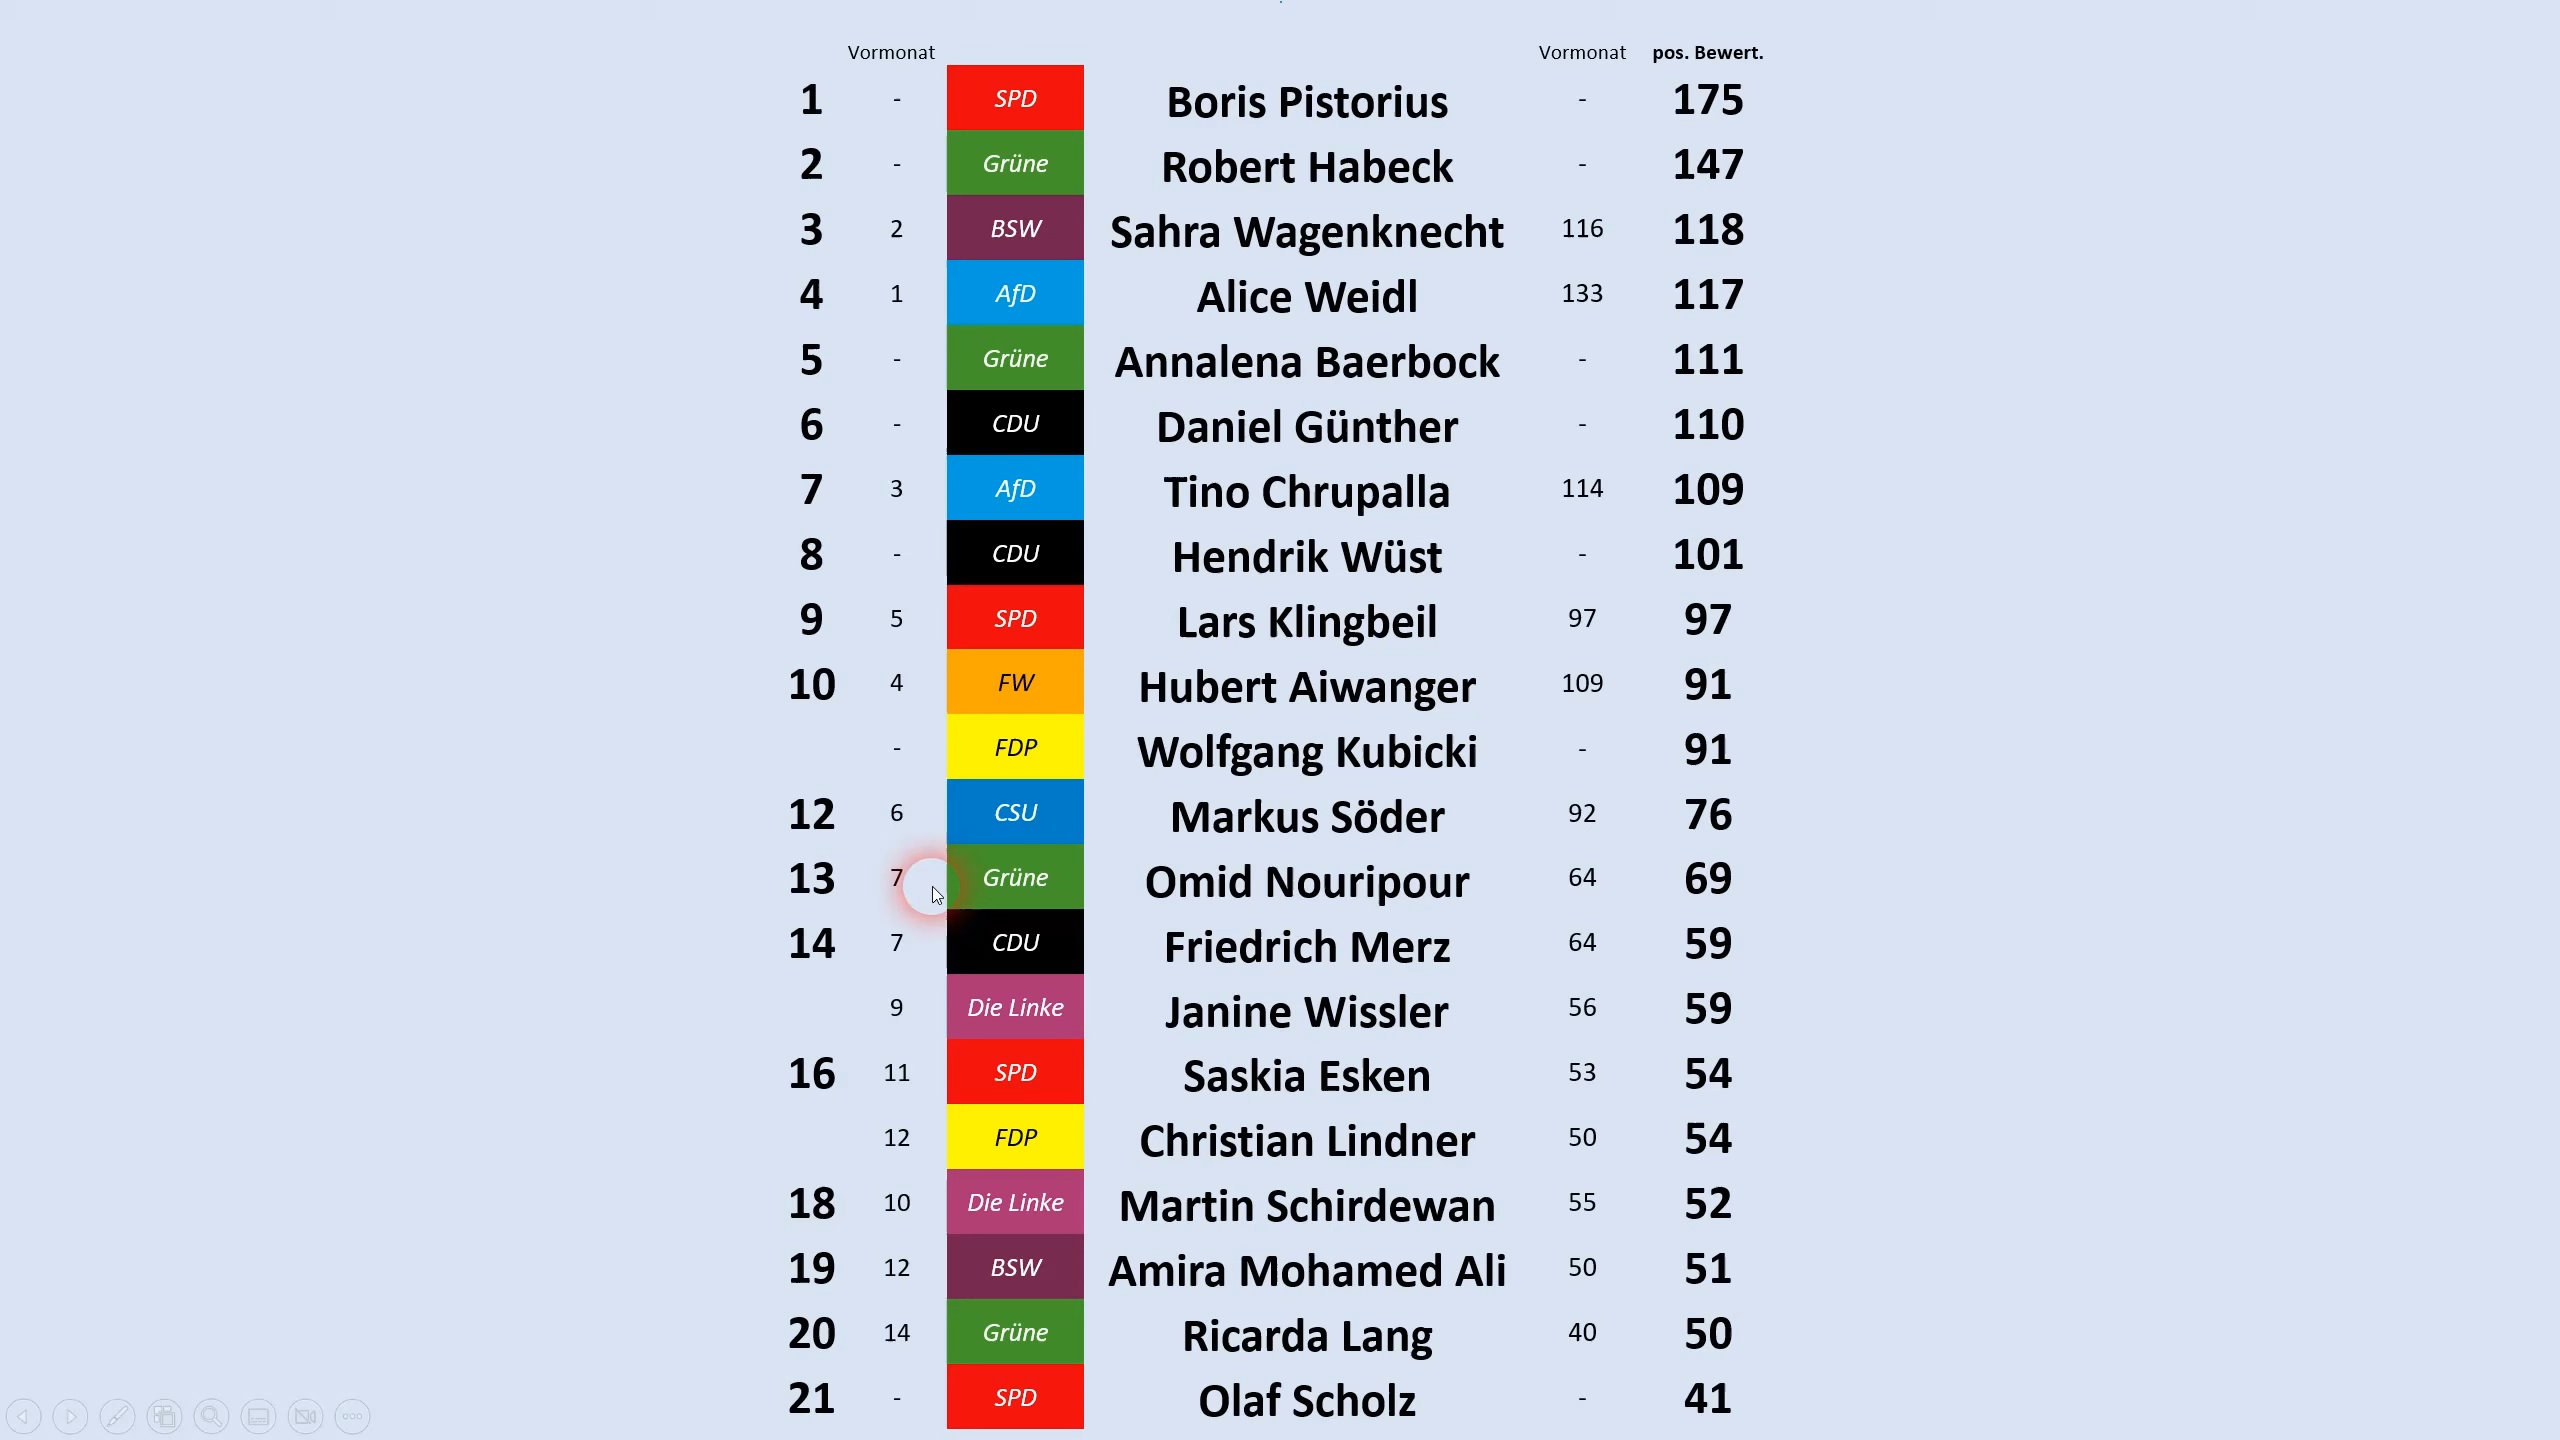 Vormonat Vormonat pos. Bewert.
1 - SPD Boris Pistorius - 175
2 - Grüne Robert Habeck - 147
3 2 BSW Sahra Wagenknecht 116 118
4 1 AfD Alice Weidl 133 117
5 - Grüne Annalena Baerbock - 111
6 - CDU Daniel Günther - 110
7 3 AfD Tino Chrupalla 114 109
8 - CDU Hendrik Wüst - 101
9 5 SPD Lars Klingbeil 97 97
10 4 FW Hubert Aiwanger 109 91
- FDP Wolfgang Kubicki - 91
12 6 CSU Markus Söder 92 76
13 7 Grüne Omid Nouripour 64 69
14 7 CDU Friedrich Merz 64 59
9 Die Linke Janine Wissler 56 59
16 11 SPD Saskia Esken 53 54
12 FDP Christian Lindner 50 54
18 10 Die Linke Martin Schirdewan 55 52
19 12 BSW Amira Mohamed Ali 50 51
20 14 Grüne Ricarda Lang 40 50
21 - SPD Olaf Scholz - 41